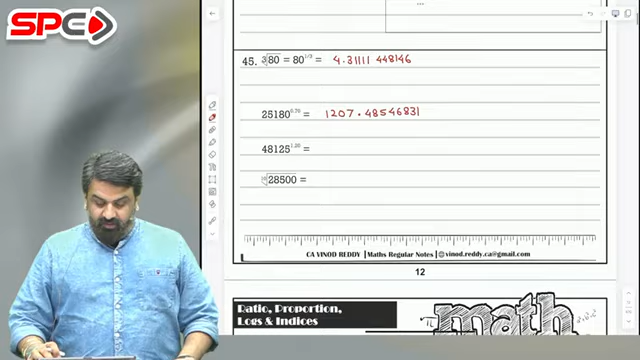 SPC
...
45. ∛80 = 80^1/3 = 4.31111 448146
25180^0.70 = 1207.48546831
48125^1.20 =
28500 =
CA VINOD REDDY | Maths Regular Notes | vinod.reddy.ca@gmail.com
12
Ratio, Proportion,
Logs & Indices
math